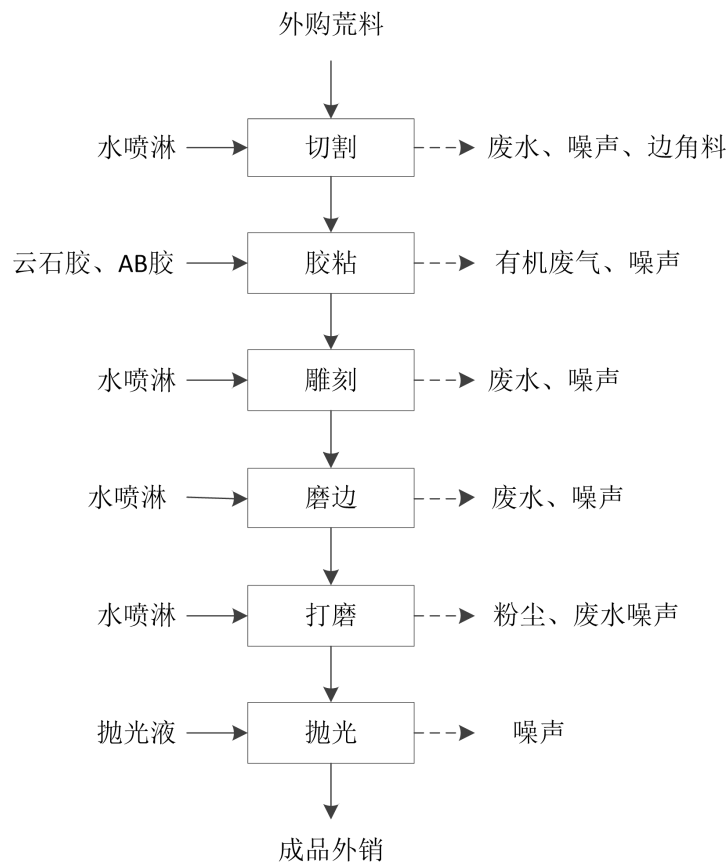 外购荒料
水喷淋 切割 废水、噪声、边角料
云石胶、AB胶 胶粘 有机废气、噪声
水喷淋 雕刻 废水、噪声
水喷淋 磨边 废水、噪声
水喷淋 打磨 粉尘、废水噪声
抛光液 抛光 噪声
成品外销